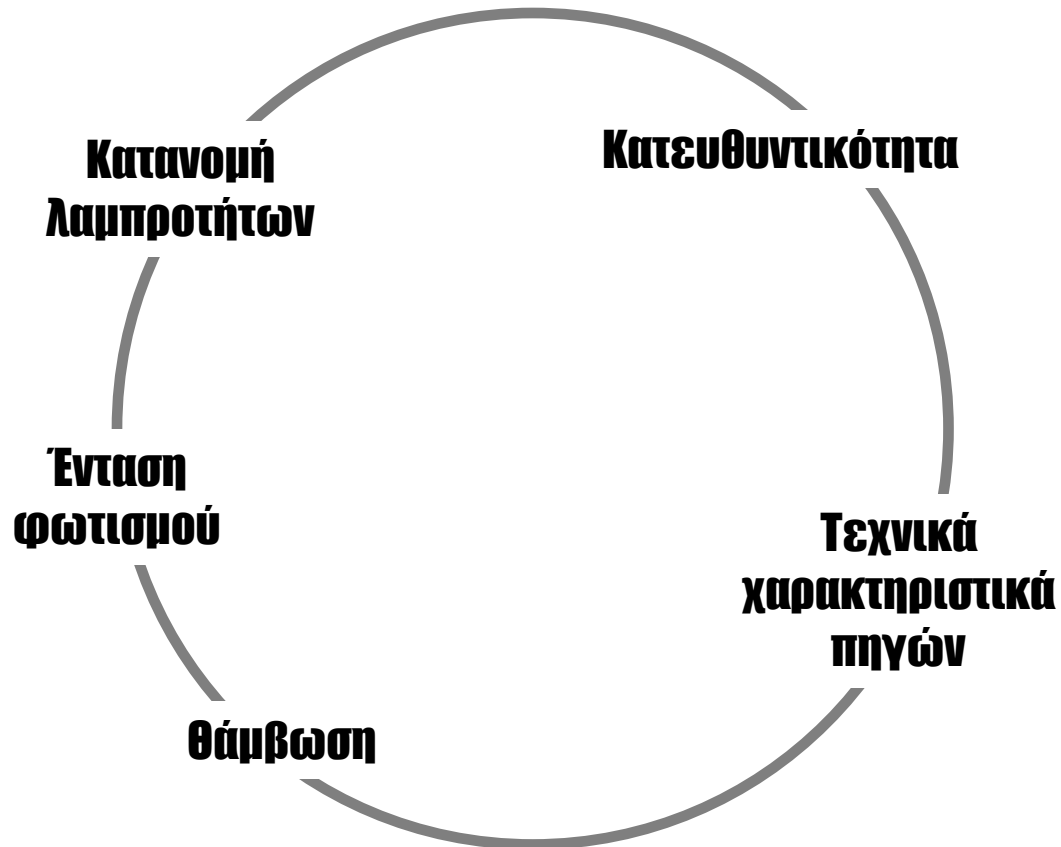 Κατανομή
λαμπροτήτων
Κατευθυντικότητα
Ένταση
φωτισμού
Τεχνικά
χαρακτηριστικά
πηγών
Θάμβωση